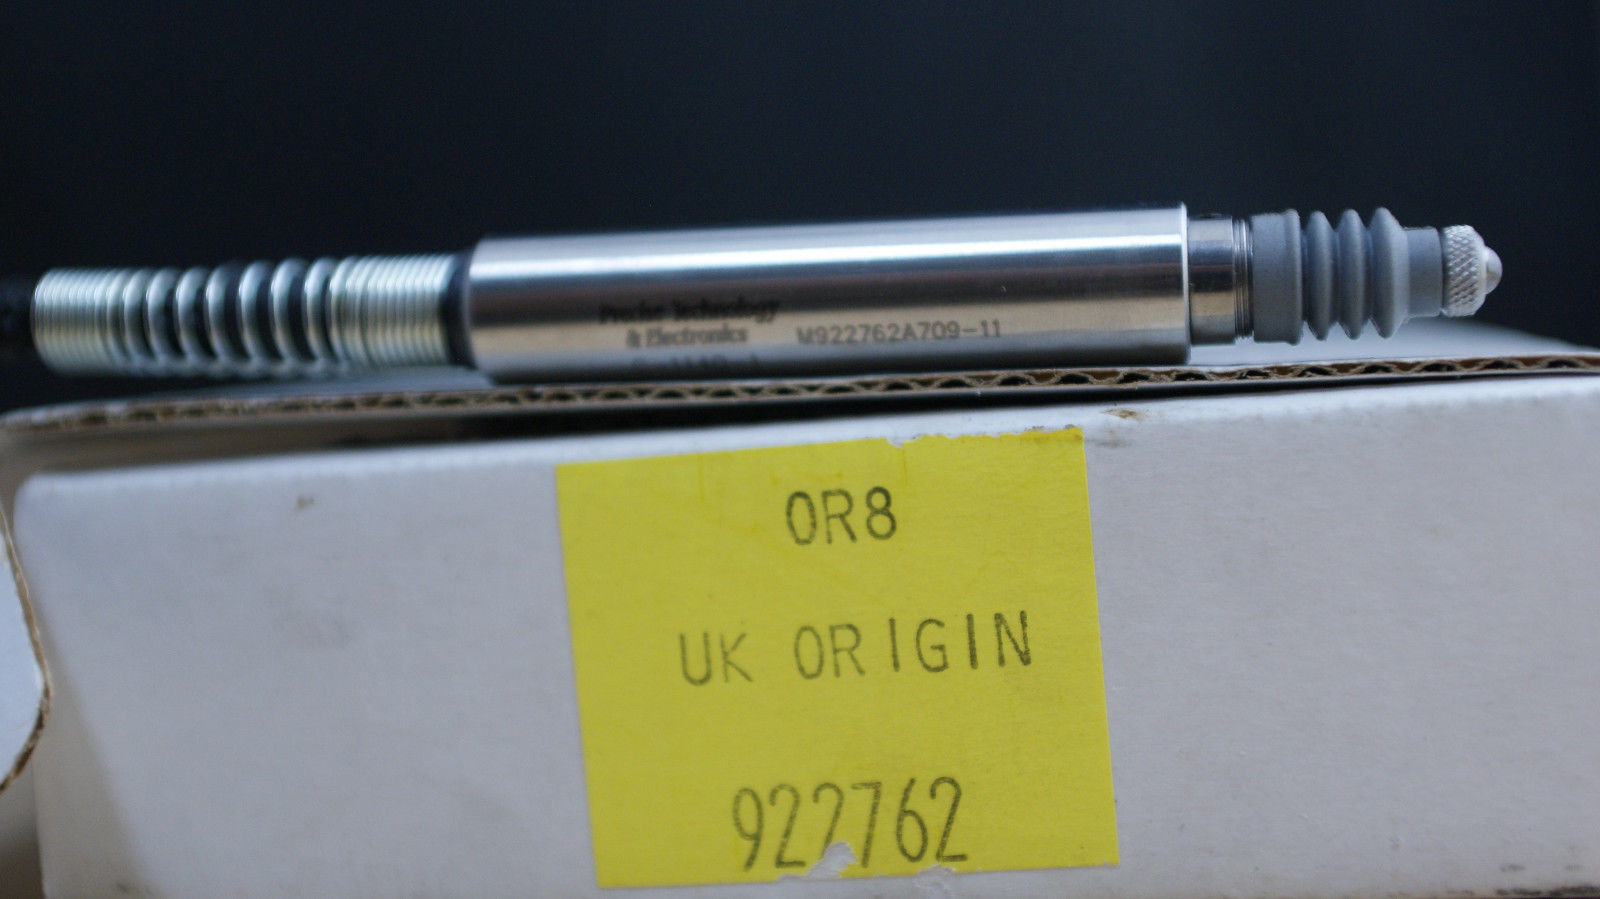 Precise Technology
& Electronics M922762A709-11
OR8
UK ORIGIN
922762